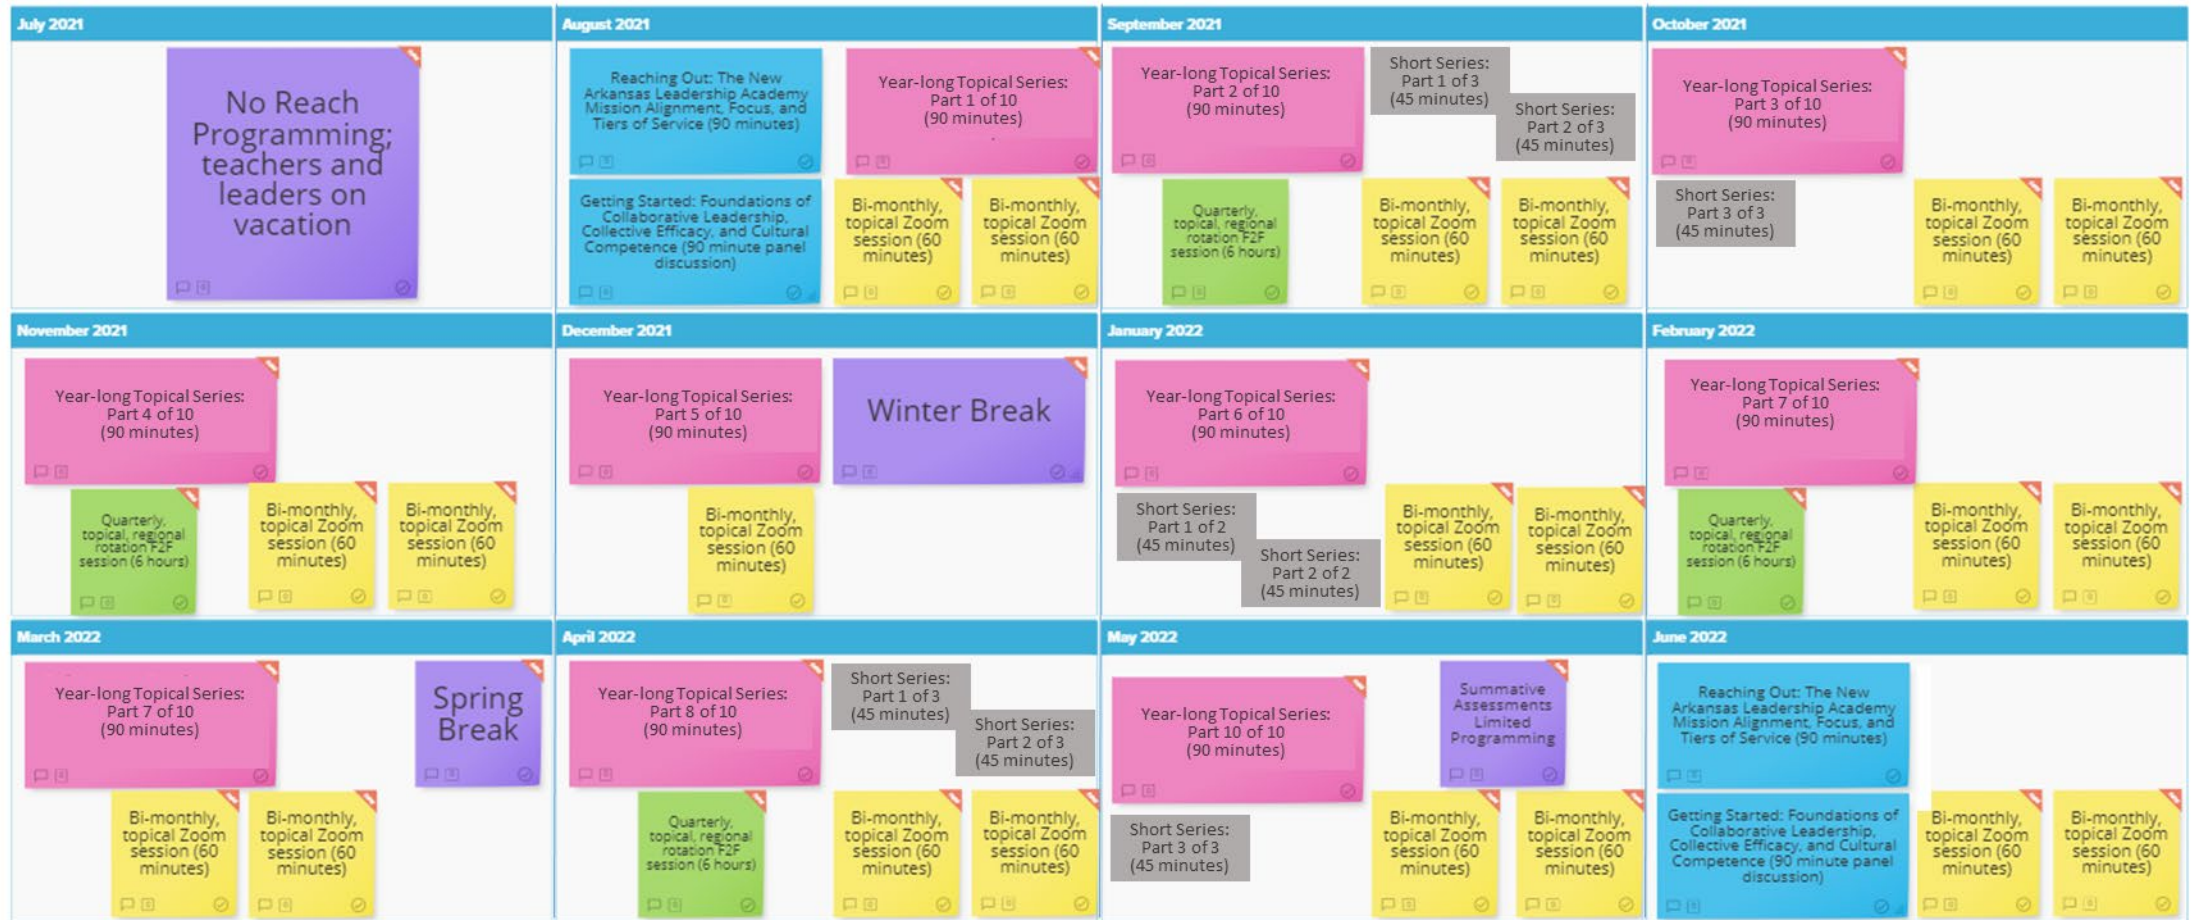 July 2021
No Reach
Programming;
teachers and
leaders on
vacation
August 2021
Reaching Out: The New
Arkansas Leadership Academy
Mission Alignment, Focus, and
Tiers of Service (90 minutes)
Year-long Topical Series:
Part 1 of 10
(90 minutes)
Getting Started: Foundations of
Collaborative Leadership,
Collective Efficacy, and Cultural
Competence (90 minute panel
discussion)
Bi-monthly,
topical Zoom
session (60
minutes)
Bi-monthly,
topical Zoom
session (60
minutes)
September 2021
Year-long Topical Series:
Part 2 of 10
(90 minutes)
Short Series:
Part 1 of 3
(45 minutes)
Short Series:
Part 2 of 3
(45 minutes)
Quarterly,
topical, regional
rotation F2F
session (6 hours)
Bi-monthly,
topical Zoom
session (60
minutes)
Bi-monthly,
topical Zoom
session (60
minutes)
October 2021
Year-long Topical Series:
Part 3 of 10
(90 minutes)
Short Series:
Part 3 of 3
(45 minutes)
Bi-monthly,
topical Zoom
session (60
minutes)
Bi-monthly,
topical Zoom
session (60
minutes)
November 2021
Year-long Topical Series:
Part 4 of 10
(90 minutes)
Quarterly,
topical, regional
rotation F2F
session (6 hours)
Bi-monthly,
topical Zoom
session (60
minutes)
Bi-monthly,
topical Zoom
session (60
minutes)
December 2021
Year-long Topical Series:
Part 5 of 10
(90 minutes)
Winter Break
Bi-monthly,
topical Zoom
session (60
minutes)
January 2022
Year-long Topical Series:
Part 6 of 10
(90 minutes)
Short Series:
Part 1 of 2
(45 minutes)
Short Series:
Part 2 of 2
(45 minutes)
Bi-monthly,
topical Zoom
session (60
minutes)
Bi-monthly,
topical Zoom
session (60
minutes)
February 2022
Year-long Topical Series:
Part 7 of 10
(90 minutes)
Quarterly,
topical, regional
rotation F2F
session (6 hours)
Bi-monthly,
topical Zoom
session (60
minutes)
Bi-monthly,
topical Zoom
session (60
minutes)
March 2022
Year-long Topical Series:
Part 7 of 10
(90 minutes)
Spring
Break
Bi-monthly,
topical Zoom
session (60
minutes)
Bi-monthly,
topical Zoom
session (60
minutes)
April 2022
Year-long Topical Series:
Part 8 of 10
(90 minutes)
Short Series:
Part 1 of 3
(45 minutes)
Short Series:
Part 2 of 3
(45 minutes)
Quarterly,
topical, regional
rotation F2F
session (6 hours)
Bi-monthly,
topical Zoom
session (60
minutes)
Bi-monthly,
topical Zoom
session (60
minutes)
May 2022
Year-long Topical Series:
Part 10 of 10
(90 minutes)
Summative
Assessments
Limited
Programming
Short Series:
Part 3 of 3
(45 minutes)
Bi-monthly,
topical Zoom
session (60
minutes)
Bi-monthly,
topical Zoom
session (60
minutes)
June 2022
Reaching Out: The New
Arkansas Leadership Academy
Mission Alignment, Focus, and
Tiers of Service (90 minutes)
Getting Started: Foundations of
Collaborative Leadership,
Collective Efficacy, and Cultural
Competence (90 minute panel
discussion)
Bi-monthly,
topical Zoom
session (60
minutes)
Bi-monthly,
topical Zoom
session (60
minutes)